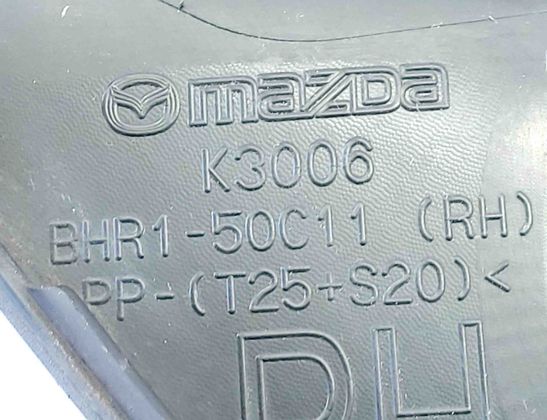 mazda
K3006
BHR1-50C11 (RH)
PP-(T25+S20)<